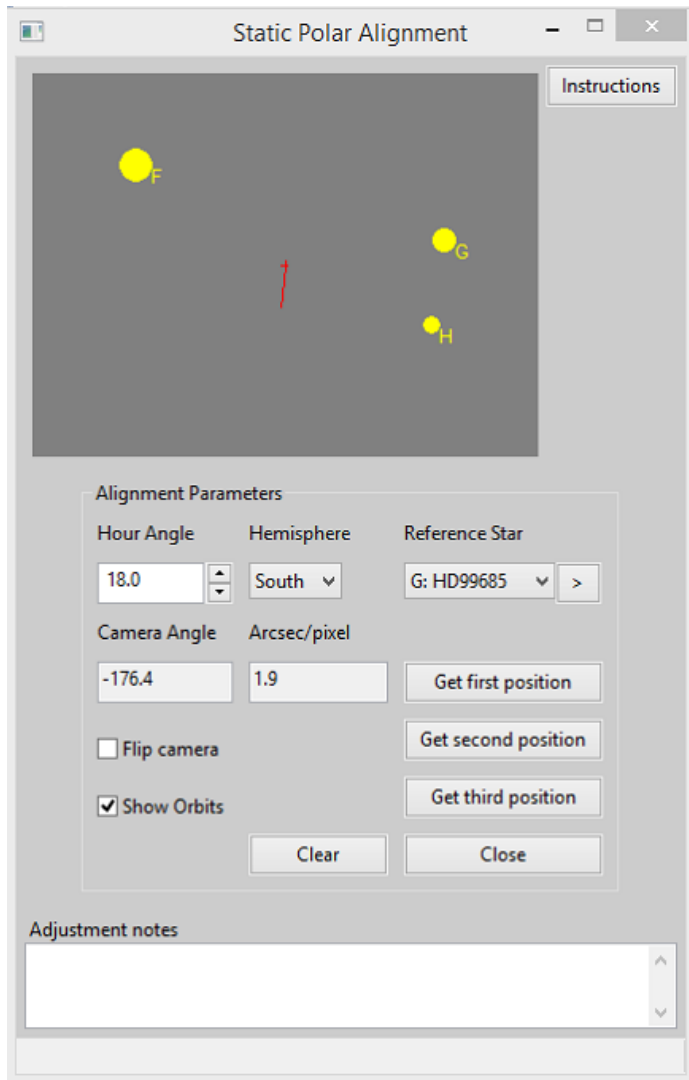 Static Polar Alignment
Instructions
F
G
H
Alignment Parameters
Hour Angle Hemisphere Reference Star
18.0 South G: HD99685 >
Camera Angle Arcsec/pixel
-176.4 1.9 Get first position
Flip camera Get second position
Show Orbits Get third position
Clear Close
Adjustment notes